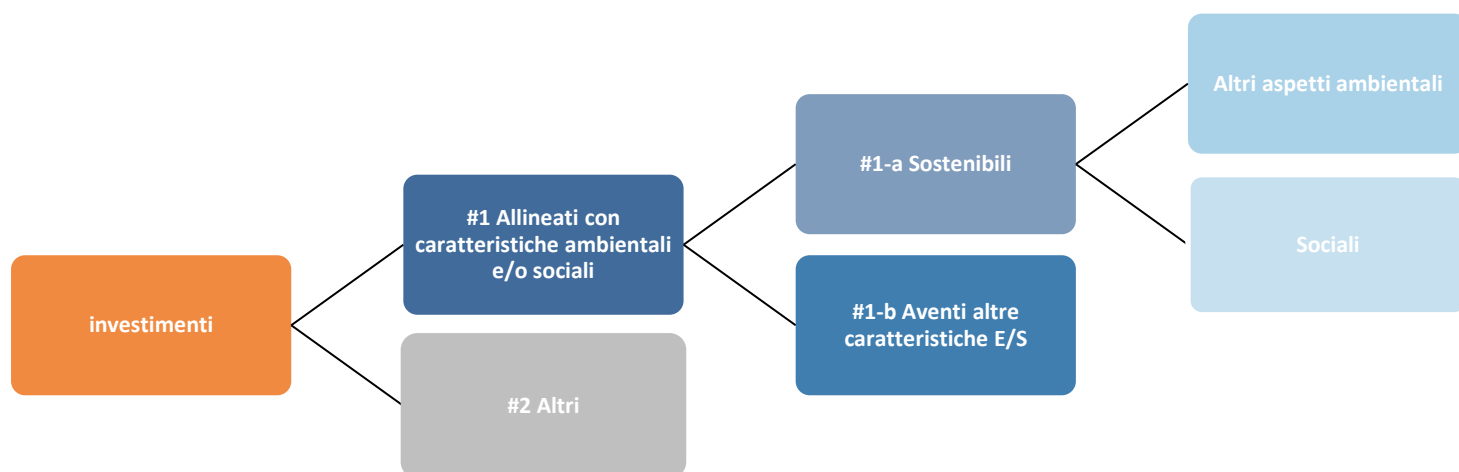 investimenti
#1 Allineati con
caratteristiche ambientali
e/o sociali
#2 Altri
#1-a Sostenibili
#1-b Aventi altre
caratteristiche E/S
Altri aspetti ambientali
Sociali